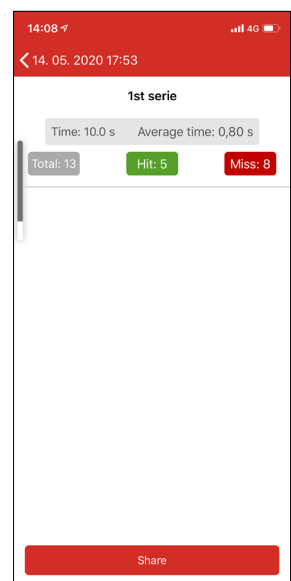 14:08 4G
14. 05. 2020 17:53
1st serie
Time: 10.0 s Average time: 0,80 s
Total: 13 Hit: 5 Miss: 8
Share